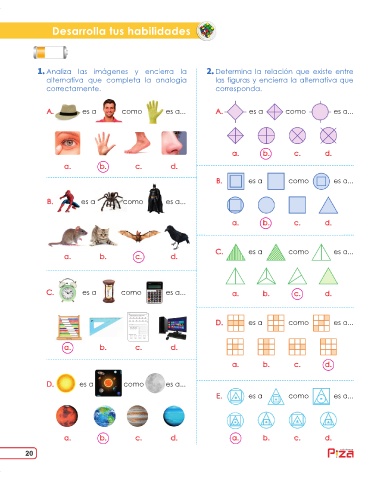 Desarrolla tus habilidades
1. Analiza las imágenes y encierra la
alternativa que completa la analogía
correctamente.
A. es a como es a...
a. b. c. d.
B. es a como es a...
a. b. c. d.
C. es a como es a...
a. b. c. d.
D. es a como es a...
a. b. c. d.
2. Determina la relación que existe entre
las figuras y encierra la alternativa que
corresponda.
A. es a como es a...
a. b. c. d.
B. es a como es a...
a. b. c. d.
C. es a como es a...
a. b. c. d.
D. es a como es a...
a. b. c. d.
E. es a como es a...
a. b. c. d.
20